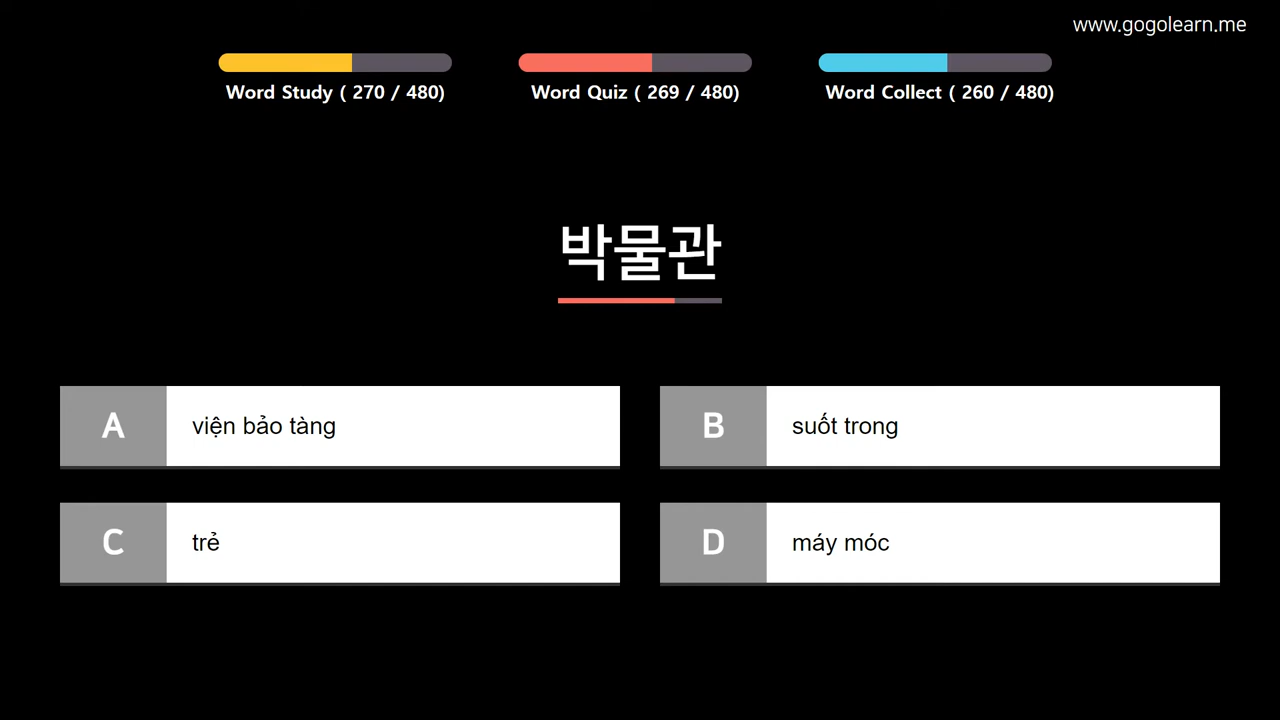 www.gogolearn.me
Word Study ( 270 / 480)
Word Quiz ( 269 / 480)
Word Collect ( 260 / 480)
박물관
A viện bảo tàng
B suốt trong
C trẻ
D máy móc